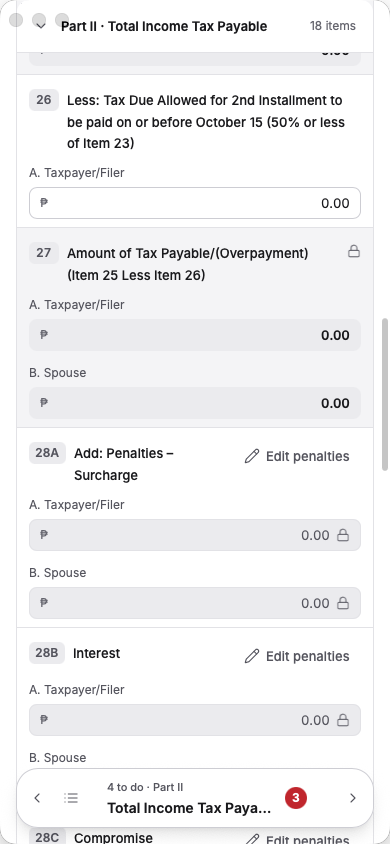 Part II · Total Income Tax Payable
18 items
0.00
26
Less: Tax Due Allowed for 2nd Installment to
be paid on or before October 15 (50% or less
of Item 23)
A. Taxpayer/Filer
₱ 0.00
27
Amount of Tax Payable/(Overpayment)
(Item 25 Less Item 26)
A. Taxpayer/Filer
₱ 0.00
B. Spouse
₱ 0.00
28A
Add: Penalties –
Surcharge
Edit penalties
A. Taxpayer/Filer
₱ 0.00
B. Spouse
₱ 0.00
28B
Interest
Edit penalties
A. Taxpayer/Filer
₱ 0.00
B. Spouse
4 to do · Part II
Total Income Tax Paya...
3
28C
Compromise
Edit penalties